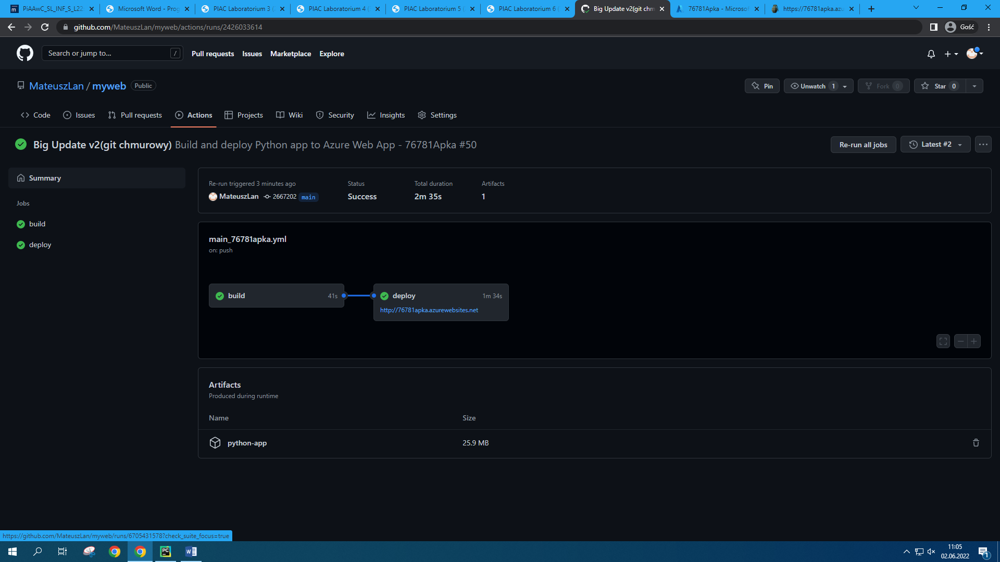 PiAAwC_SL_INF_S_L22
Microsoft Word - Prog
PIAC Laboratorium 3 (
PIAC Laboratorium 4 (
PIAC Laboratorium 5 (
PIAC Laboratorium 6 (
Big Update v2(git chm
76781Apka - Microsof
https://76781apka.azu
github.com/MateuszLan/myweb/actions/runs/2426033614
Gość
Search or jump to...
/
Pull requests
Issues
Marketplace
Explore
MateuszLan / myweb
Public
Pin
Unwatch 1
Fork 0
Star 0
Code
Issues
Pull requests
Actions
Projects
Wiki
Security
Insights
Settings
Big Update v2(git chmurowy) Build and deploy Python app to Azure Web App - 76781Apka #50
Re-run all jobs
Latest #2
Summary
Jobs
build
deploy
Re-run triggered 3 minutes ago
MateuszLan 2667202 main
Status
Success
Total duration
2m 35s
Artifacts
1
main_76781apka.yml
on: push
build
41s
deploy
1m 34s
http://76781apka.azurewebsites.net
Artifacts
Produced during runtime
Name
Size
python-app
25.9 MB
https://github.com/MateuszLan/myweb/runs/6705431578?check_suite_focus=true
PC
W
11:05
02.06.2022
1